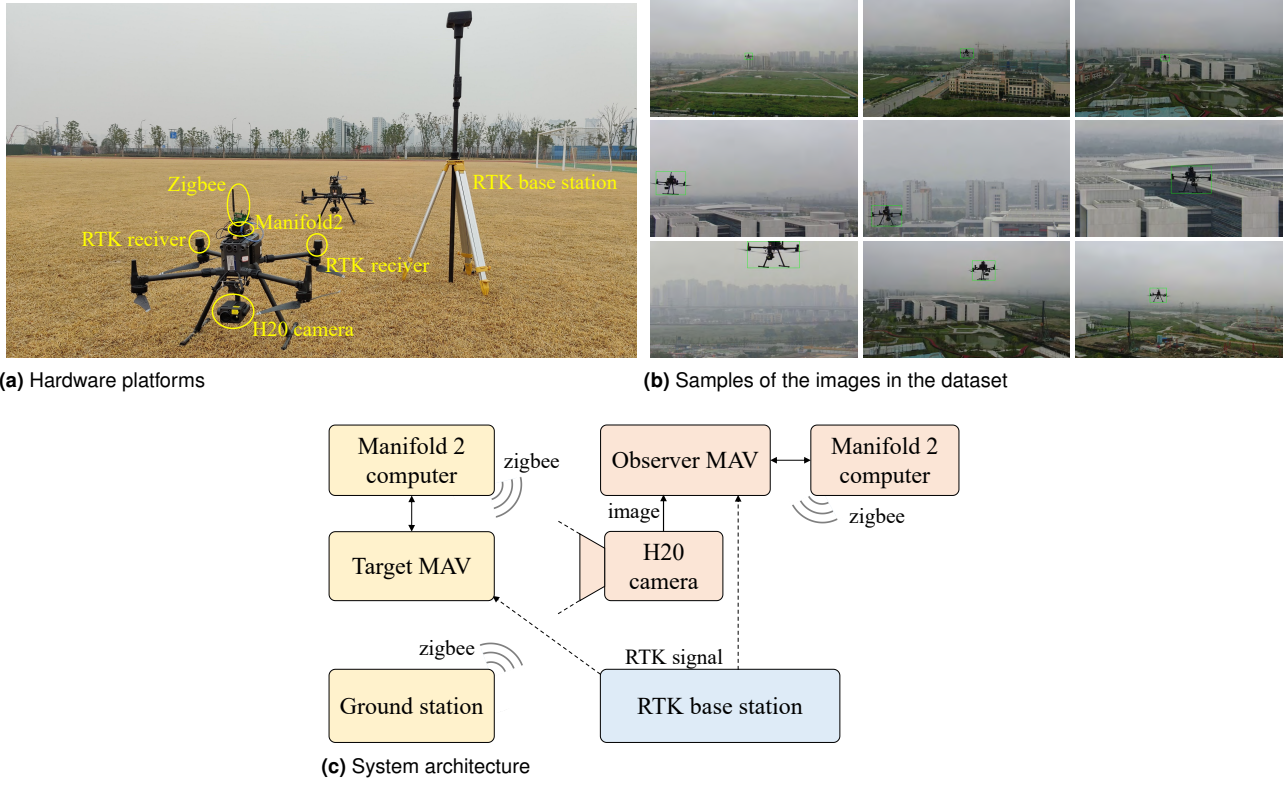 Zigbee
RTK base station
Manifold2
RTK reciver
RTK reciver
H20 camera
(a) Hardware platforms
(b) Samples of the images in the dataset
Manifold 2
computer
zigbee
Observer MAV
Manifold 2
computer
image
zigbee
Target MAV
H20
camera
zigbee
RTK signal
Ground station
RTK base station
(c) System architecture